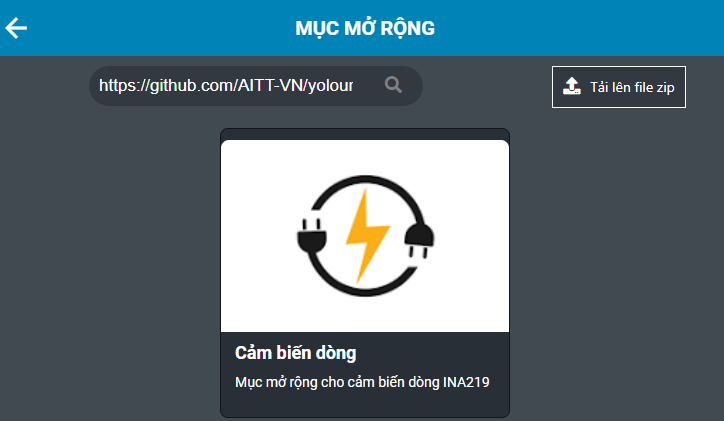 MỤC MỞ RỘNG
https://github.com/AITT-VN/yolour
Tải lên file zip
Cảm biến dòng
Mục mở rộng cho cảm biến dòng INA219